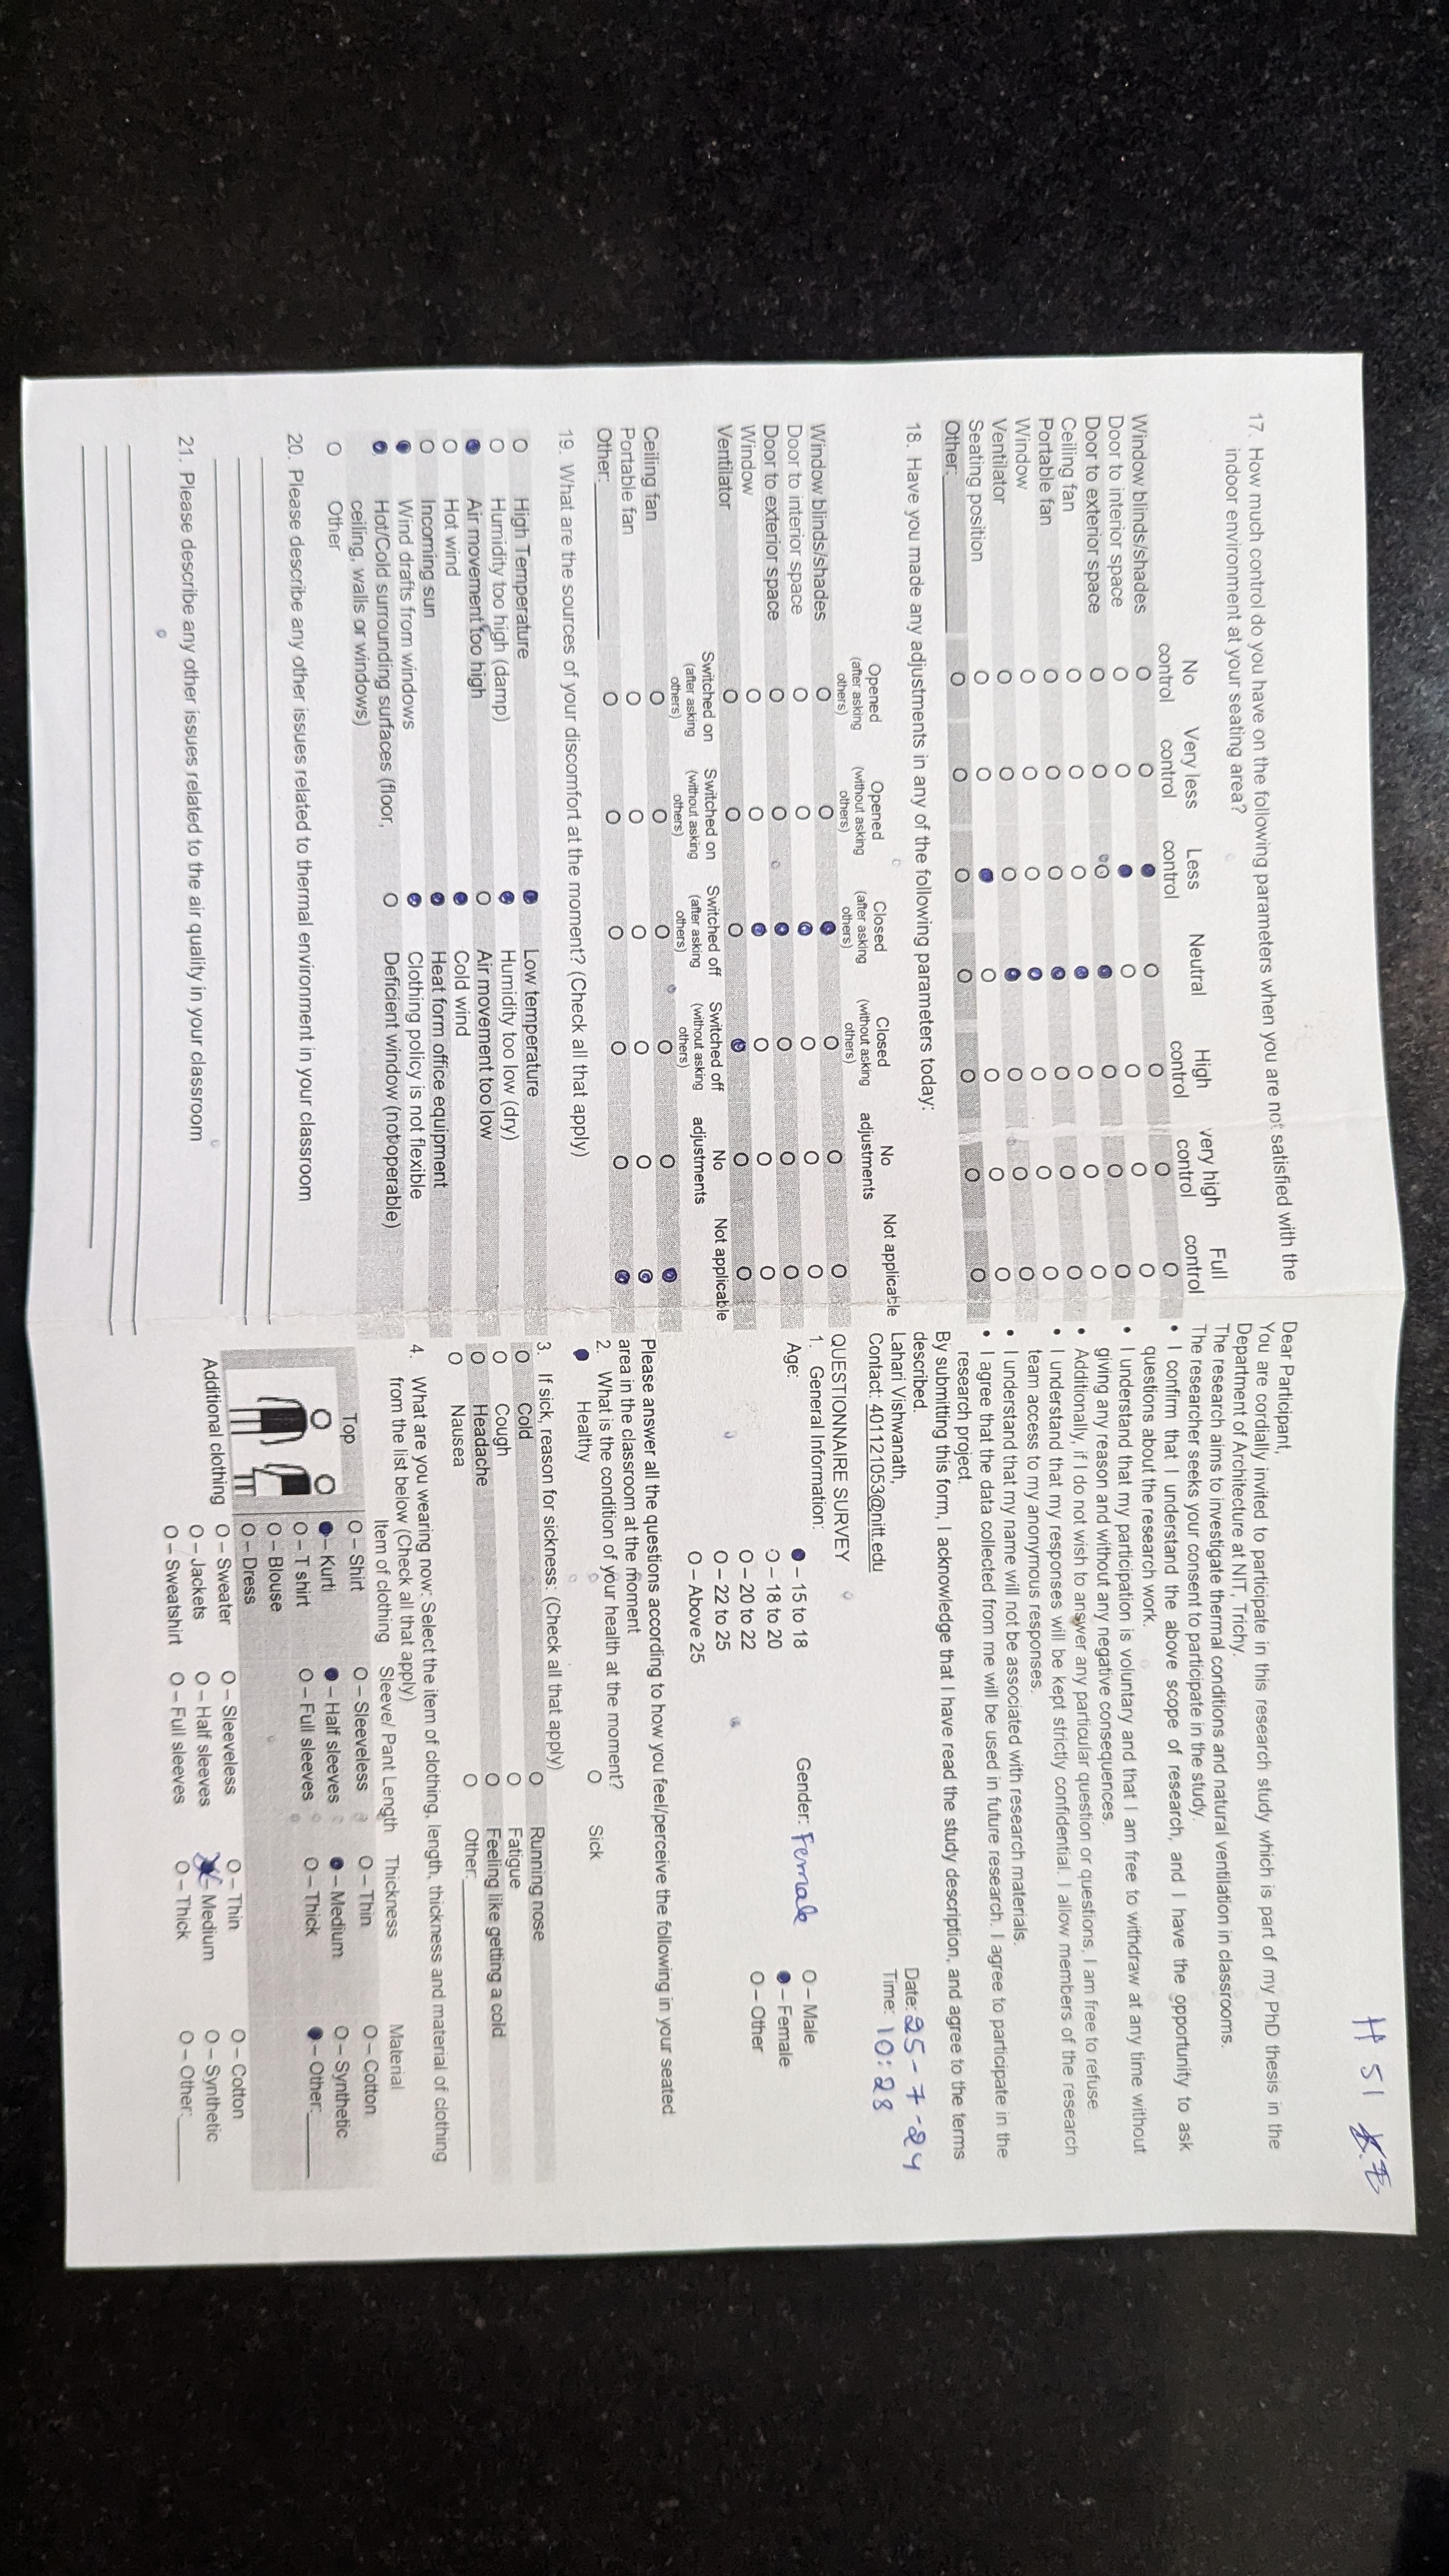 17. How much control do you have on the following parameters when you are not satisfied with the
indoor environment at your seating area?
No control Very less control Less control Neutral High control very high control Full control
Window blinds/shades
Door to interior space
Door to exterior space
Ceiling fan
Portable fan
Window
Ventilator
Seating position
Other:
18. Have you made any adjustments in any of the following parameters today:
Opened (after asking others) Opened (without asking others) Closed (after asking others) Closed (without asking others) No adjustments Not applicable
Window blinds/shades
Door to interior space
Door to exterior space
Window
Ventilator
Switched on (after asking others) Switched on (without asking others) Switched off (after asking others) Switched off (without asking others) No adjustments Not applicable
Ceiling fan
Portable fan
Other:
19. What are the sources of your discomfort at the moment? (Check all that apply)
High Temperature Low temperature
Humidity too high (damp) Humidity too low (dry)
Air movement too high Air movement too low
Hot wind Cold wind
Incoming sun Heat form office equipment
Wind drafts from windows Clothing policy is not flexible
Hot/Cold surrounding surfaces (floor, Deficient window (not operable)
ceiling, walls or windows)
Other
20. Please describe any other issues related to thermal environment in your classroom
21. Please describe any other issues related to the air quality in your classroom
# 51
Dear Participant,
You are cordially invited to participate in this research study which is part of my PhD thesis in the
Department of Architecture at NIT, Trichy.
The research aims to investigate thermal conditions and natural ventilation in classrooms.
The researcher seeks your consent to participate in the study.
• I confirm that I understand the above scope of research, and I have the opportunity to ask
questions about the research work.
• I understand that my participation is voluntary and that I am free to withdraw at any time without
giving any reason and without any negative consequences.
• Additionally, if I do not wish to answer any particular question or questions, I am free to refuse.
• I understand that my responses will be kept strictly confidential. I allow members of the research
team access to my anonymous responses.
• I understand that my name will not be associated with research materials.
• I agree that the data collected from me will be used in future research. I agree to participate in the
research project.
By submitting this form, I acknowledge that I have read the study description, and agree to the terms
described.
Lahari Vishwanath, Date: 25-7-24
Contact: 401121053@nitt.edu Time: 10:28
QUESTIONNAIRE SURVEY
1. General Information:
Age: – 15 to 18 Gender: Female O – Male
O – 18 to 20 – Female
O – 20 to 22 O – Other
O – 22 to 25
O – Above 25
Please answer all the questions according to how you feel/perceive the following in your seated
area in the classroom at the moment
2. What is the condition of your health at the moment?
Healthy Sick
3. If sick, reason for sickness: (Check all that apply)
Cold Running nose
Cough Fatigue
Headache Feeling like getting a cold
Nausea Other:
4. What are you wearing now: Select the item of clothing, length, thickness and material of clothing
from the list below (Check all that apply)
Item of clothing Sleeve/ Pant Length Thickness Material
Top O – Shirt O – Sleeveless O – Thin O – Cotton
– Kurti – Half sleeves – Medium O – Synthetic
O – T shirt O – Full sleeves O – Thick – Other:
O – Blouse
O – Dress
Additional clothing O – Sweater O – Sleeveless O – Thin O – Cotton
O – Jackets O – Half sleeves – Medium O – Synthetic
O – Sweatshirt O – Full sleeves O – Thick O – Other: